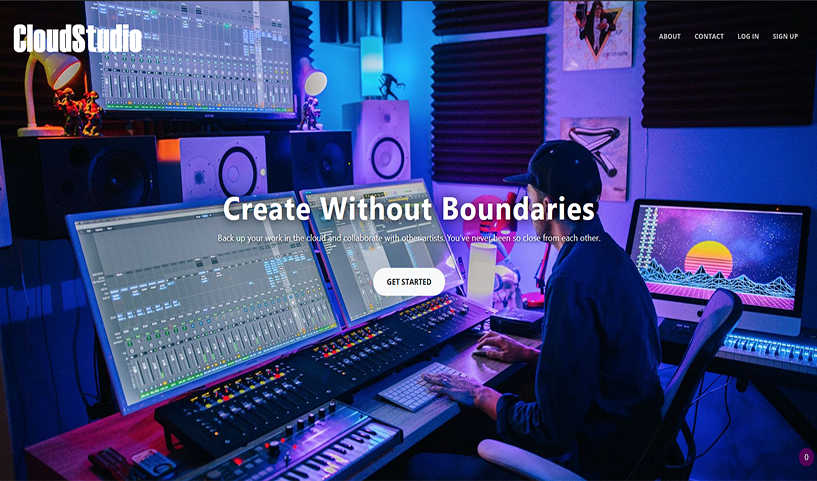 CloudStudio
ABOUT CONTACT LOG IN SIGN UP
Create Without Boundaries
Back up your work in the cloud and collaborate with other artists. You've never been so close from each other.
GET STARTED
0